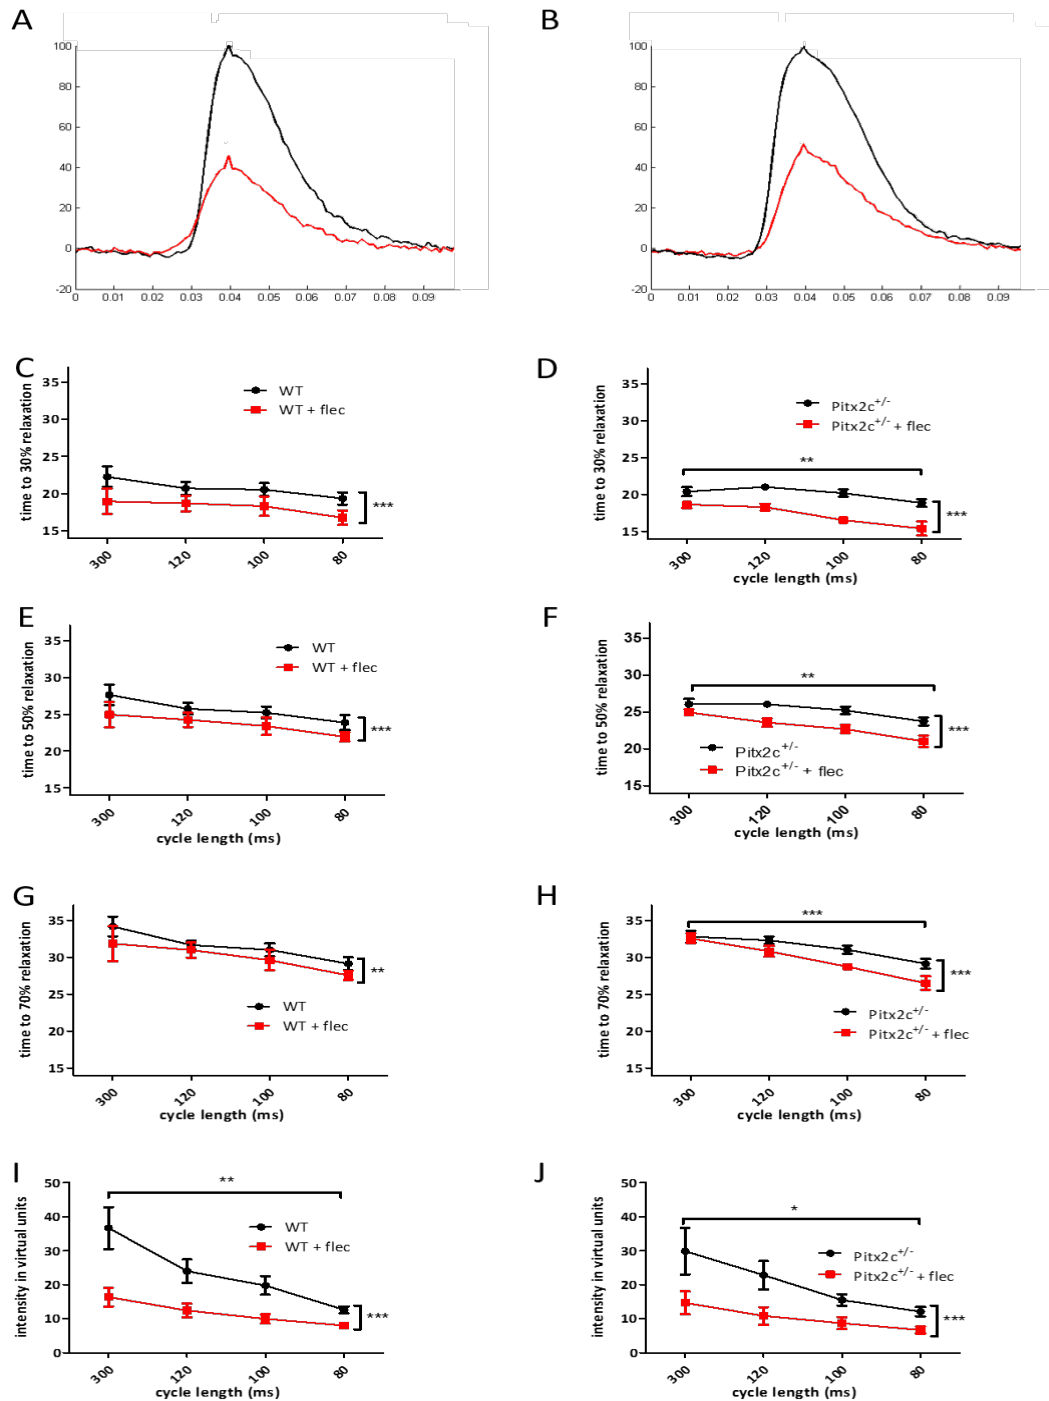 A
100
80
60
40
20
0
-20
0 0.01 0.02 0.03 0.04 0.05 0.06 0.07 0.08 0.09
B
100
80
60
40
20
0
-20
0 0.01 0.02 0.03 0.04 0.05 0.06 0.07 0.08 0.09
C
time to 30% relaxation
35
30
25
20
15
WT
WT + flec
***
300 120 100 80
cycle length (ms)
D
time to 30% relaxation
35
30
25
20
15
Pitx2c+/-
Pitx2c+/- + flec
**
***
300 120 100 80
cycle length (ms)
E
time to 50% relaxation
35
30
25
20
15
WT
WT + flec
***
300 120 100 80
cycle length (ms)
F
time to 50% relaxation
35
30
25
20
15
**
***
Pitx2c+/-
Pitx2c+/- + flec
300 120 100 80
cycle length (ms)
G
time to 70% relaxation
35
30
25
20
15
**
WT
WT + flec
300 120 100 80
cycle length (ms)
H
time to 70% relaxation
35
30
25
20
15
***
***
Pitx2c+/-
Pitx2c+/- + flec
300 120 100 80
cycle length (ms)
I
intensity in virtual units
50
40
30
20
10
0
**
WT
WT + flec
***
300 120 100 80
cycle length (ms)
J
intensity in virtual units
50
40
30
20
10
0
*
Pitx2c+/-
Pitx2c+/- + flec
***
300 120 100 80
cycle length (ms)